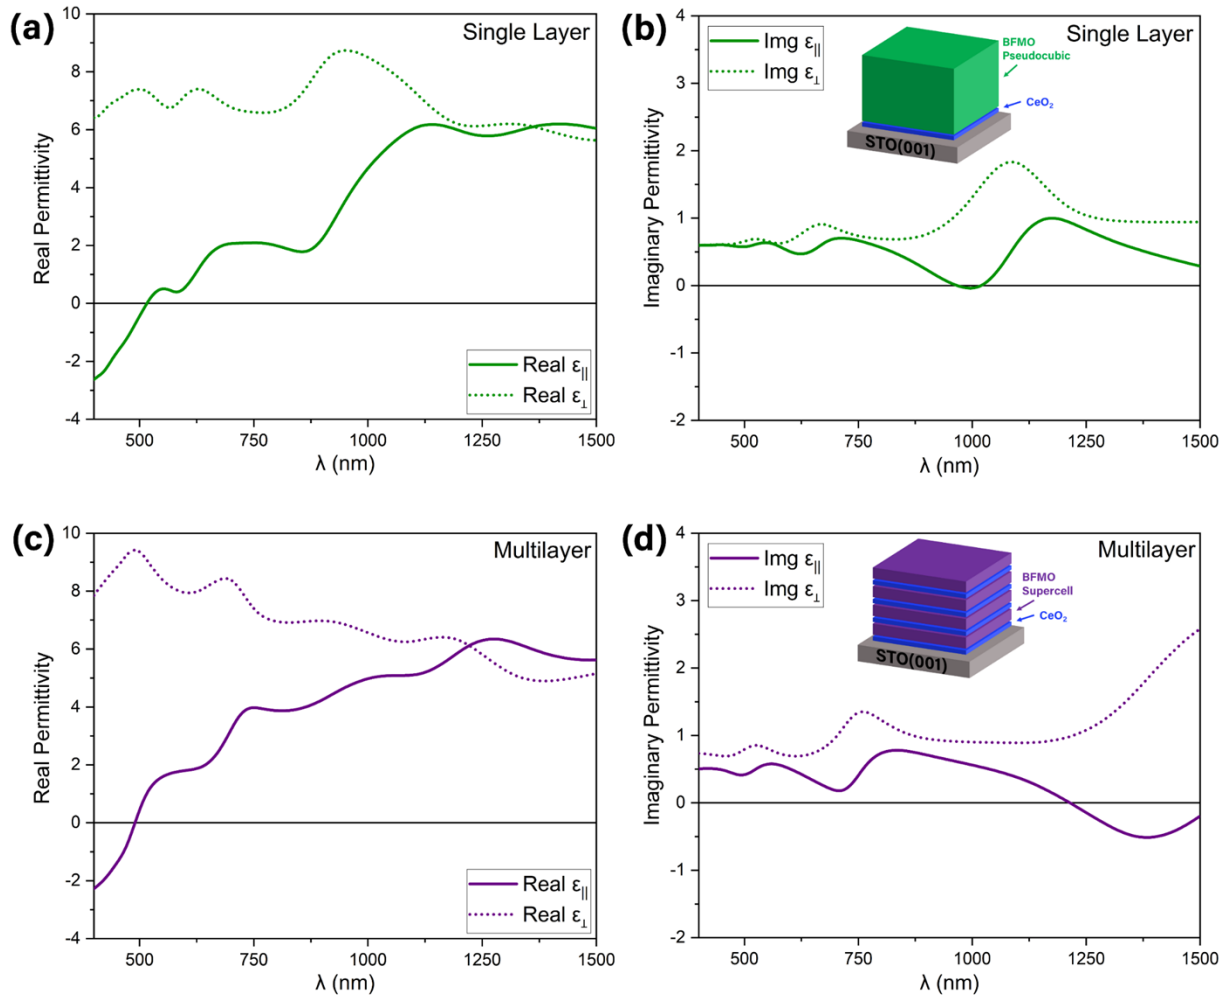 (a)
Single Layer
Real Permittivity
10
8
6
4
2
0
-2
-4
500
750
1000
1250
1500
λ (nm)
Real ε||
Real ε⊥
(b)
Single Layer
Imaginary Permittivity
4
3
2
1
0
-1
-2
500
750
1000
1250
1500
λ (nm)
Img ε||
Img ε⊥
BFMO
Pseudocubic
CeO₂
STO(001)
(c)
Multilayer
Real Permittivity
10
8
6
4
2
0
-2
-4
500
750
1000
1250
1500
λ (nm)
Real ε||
Real ε⊥
(d)
Multilayer
Imaginary Permittivity
4
3
2
1
0
-1
-2
500
750
1000
1250
1500
λ (nm)
Img ε||
Img ε⊥
BFMO
Supercell
CeO₂
STO(001)